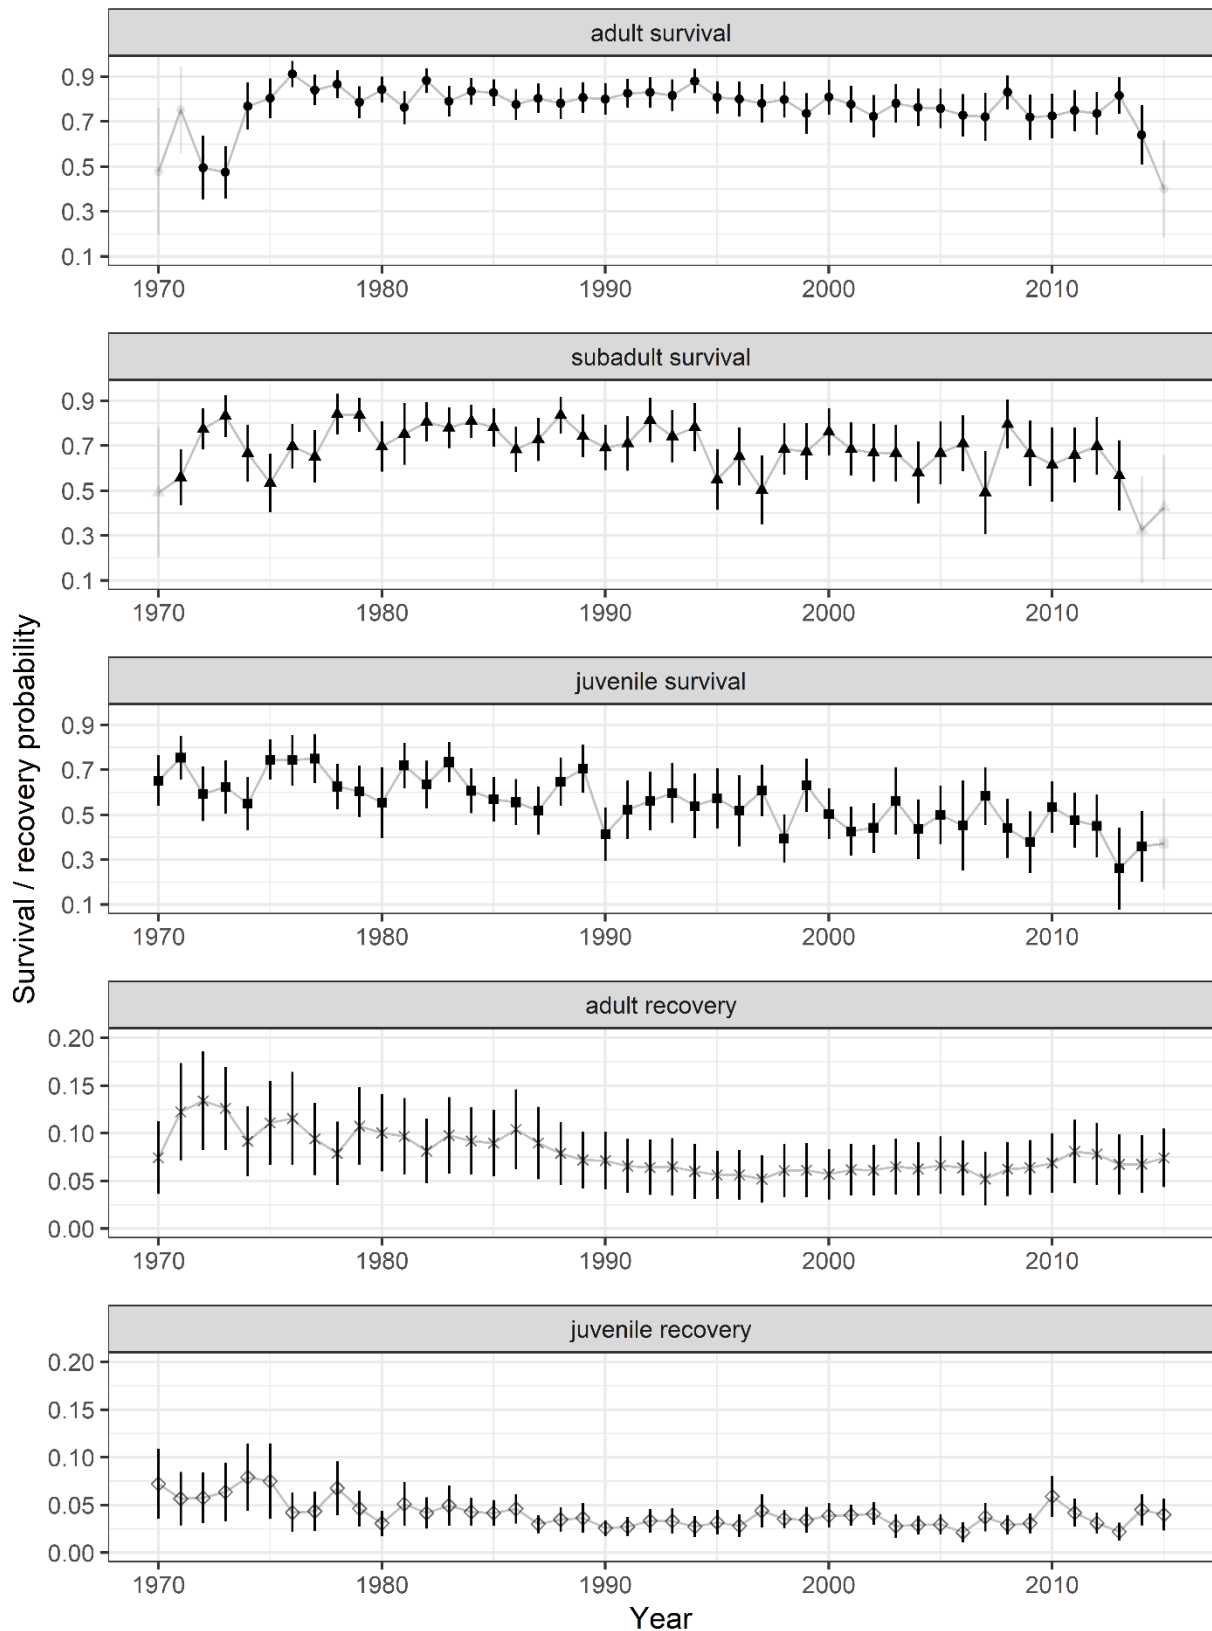 adult survival
0.9
0.7
0.5
0.3
0.1
1970 1980 1990 2000 2010
subadult survival
0.9
0.7
0.5
0.3
0.1
1970 1980 1990 2000 2010
Survival / recovery probability
juvenile survival
0.9
0.7
0.5
0.3
0.1
1970 1980 1990 2000 2010
adult recovery
0.20
0.15
0.10
0.05
0.00
1970 1980 1990 2000 2010
juvenile recovery
0.20
0.15
0.10
0.05
0.00
1970 1980 1990 2000 2010
Year